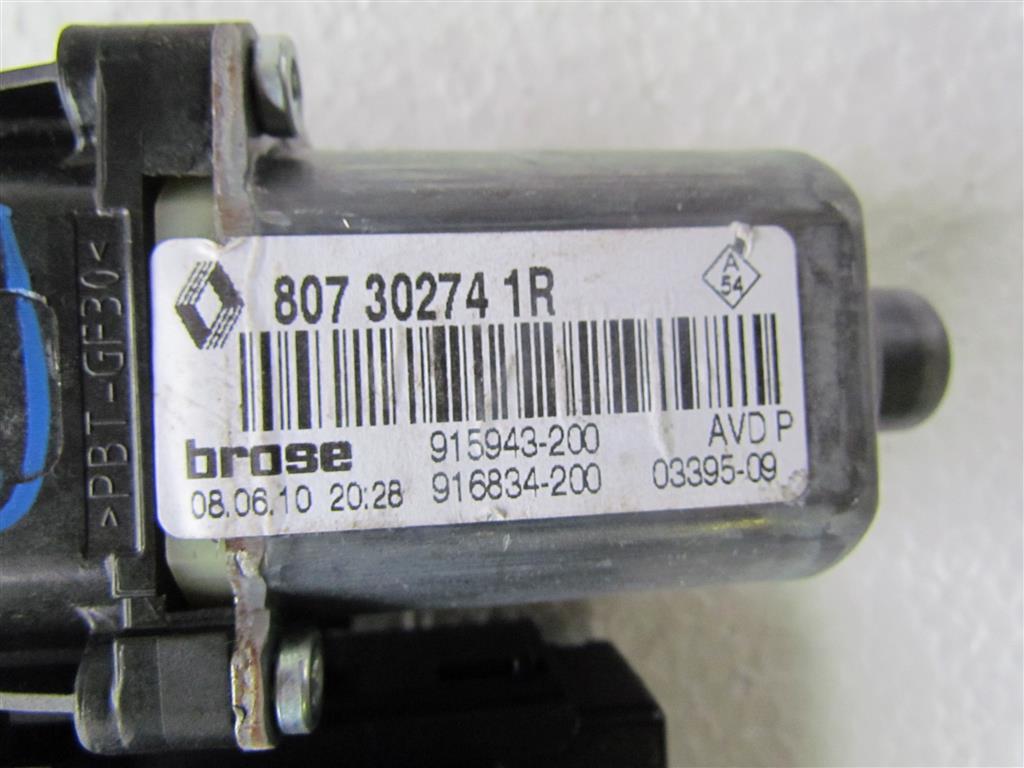 807 30274 1R
A
54
brose 915943-200 AVD P
08.06.10 20:28 916834-200 03395-09
>PBT-GF30<